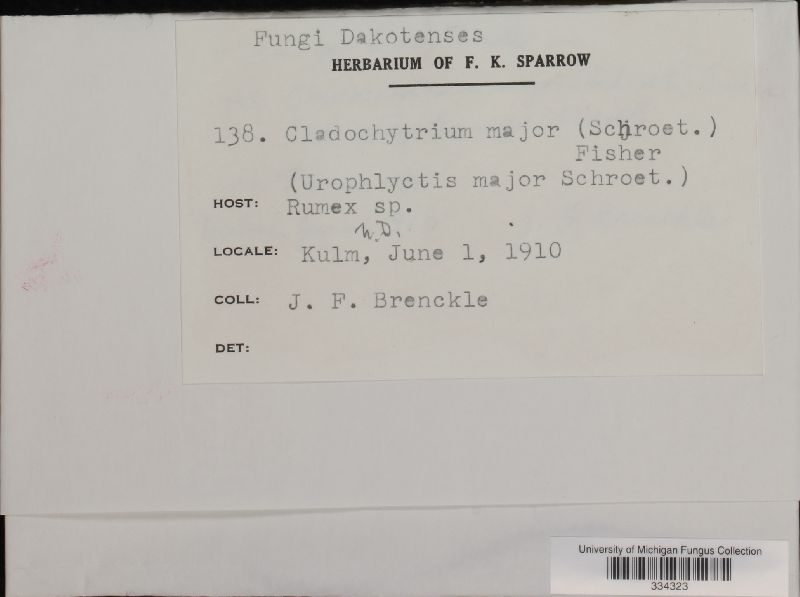 Fungi Dakotenses
HERBARIUM OF F. K. SPARROW
138. Cladochytrium major (Schroet.)
Fisher
(Urophlyctis major Schroet.)
HOST: Rumex sp.
N.D.
LOCALE: Kulm, June 1, 1910
COLL: J. F. Brenckle
DET:
University of Michigan Fungus Collection
334323